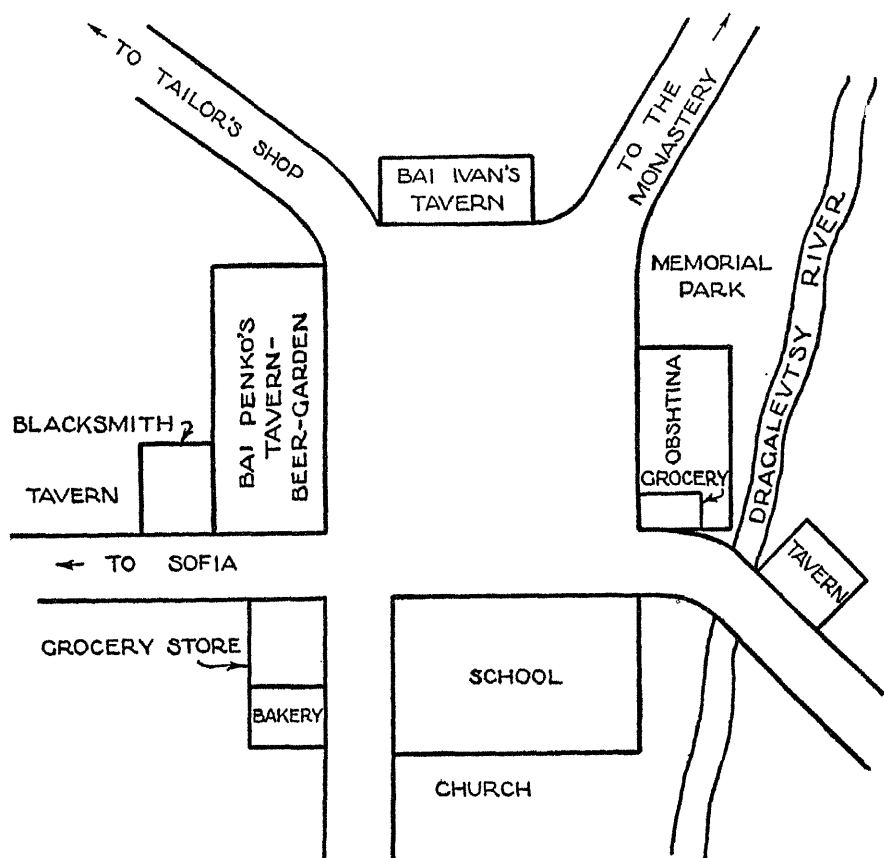 ← TO TAILOR'S SHOP
BAI IVAN'S
TAVERN
TO THE
MONASTERY
MEMORIAL
PARK
DRAGALEVTSY RIVER
BAI PENKO'S
TAVERN-
BEER-GARDEN
OBSHTINA
GROCERY
BLACKSMITH
TAVERN
TAVERN
← TO SOFIA
GROCERY STORE
BAKERY
SCHOOL
CHURCH